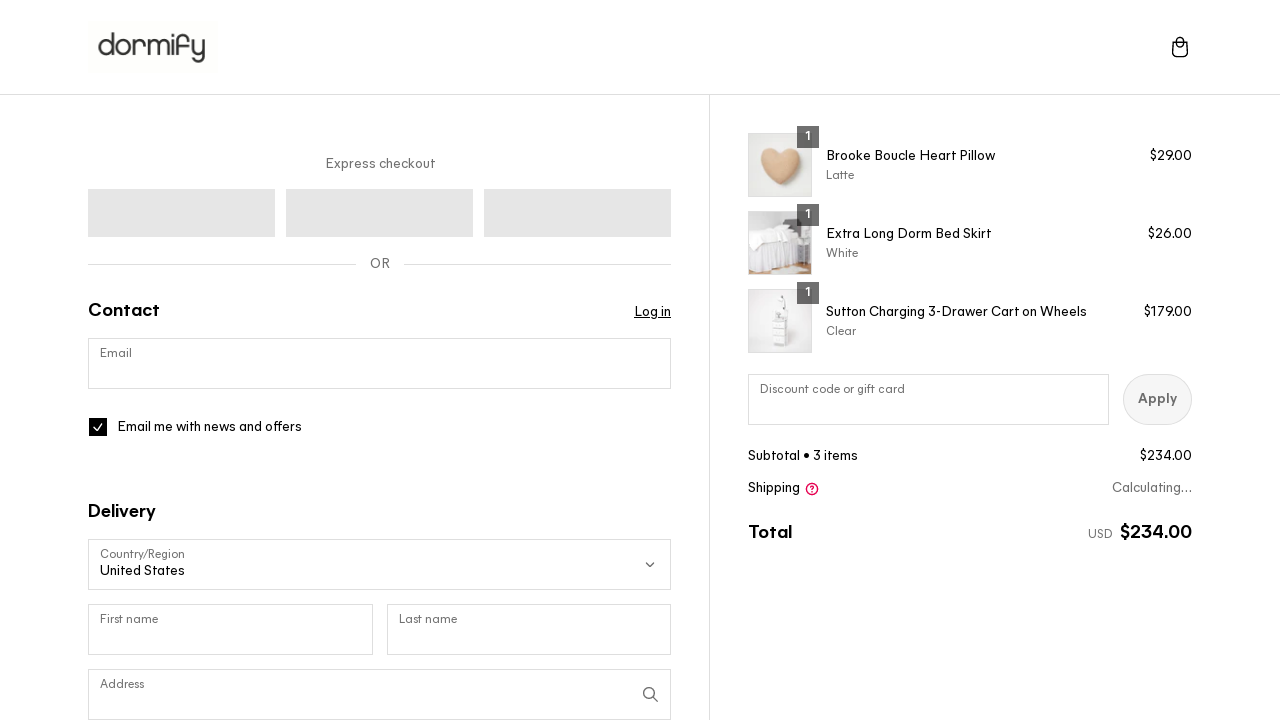 dormify
Express checkout
OR
Contact
Log in
Email
Email me with news and offers
Delivery
Country/Region
United States
First name
Last name
Address
1
Brooke Boucle Heart Pillow
$29.00
Latte
1
Extra Long Dorm Bed Skirt
$26.00
White
1
Sutton Charging 3-Drawer Cart on Wheels
$179.00
Clear
Discount code or gift card
Apply
Subtotal • 3 items
$234.00
Shipping
Calculating...
Total
USD $234.00